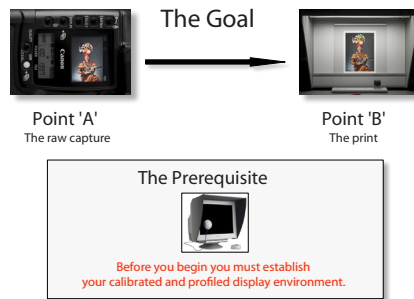 The Goal
Canon
Point 'A'
The raw capture
Point 'B'
The print
The Prerequisite
Before you begin you must establish
your calibrated and profiled display environment.